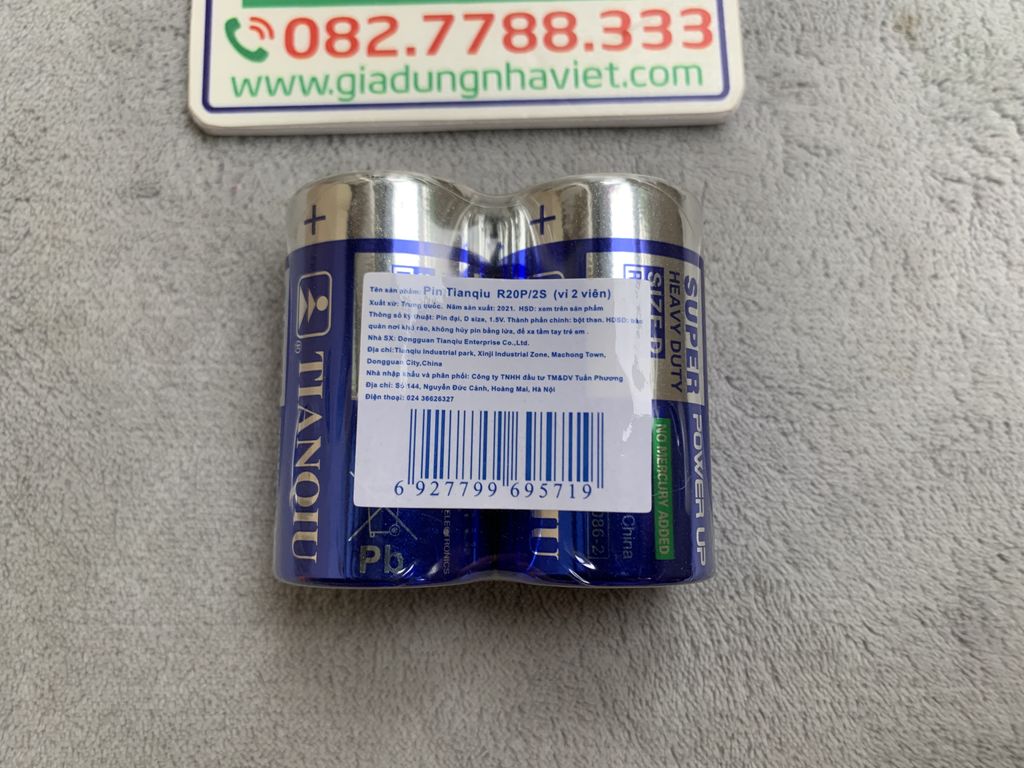 082.7788.333
www.giadungnhaviet.com
+
+
TIANQIU
®
Tên sản phẩm: Pin Tianqiu R20P/2S (vỉ 2 viên)
Xuất xứ: Trung quốc. Năm sản xuất: 2021. HSD: xem trên sản phẩm
Thông số kỹ thuật: Pin đại, D size, 1.5V. Thành phần chính: bột than. HDSD: bảo
quản nơi khô ráo, không hủy pin bằng lửa, để xa tầm tay trẻ em .
Nhà SX: Dongguan Tianqiu Enterprise Co.,Ltd.
Địa chỉ: Tianqiu Industrial park, Xinji Industrial Zone, Machong Town,
Dongguan City,China
Nhà nhập khẩu và phân phối: Công ty TNHH đầu tư TM&DV Tuấn Phương
Địa chỉ: Số 144, Nguyễn Đức Cảnh, Hoàng Mai, Hà Nội
Điện thoại: 024 36626327
6 927799 695719
Pb
SUPER POWER UP
HEAVY DUTY
SIZE D
NO MERCURY ADDED
China